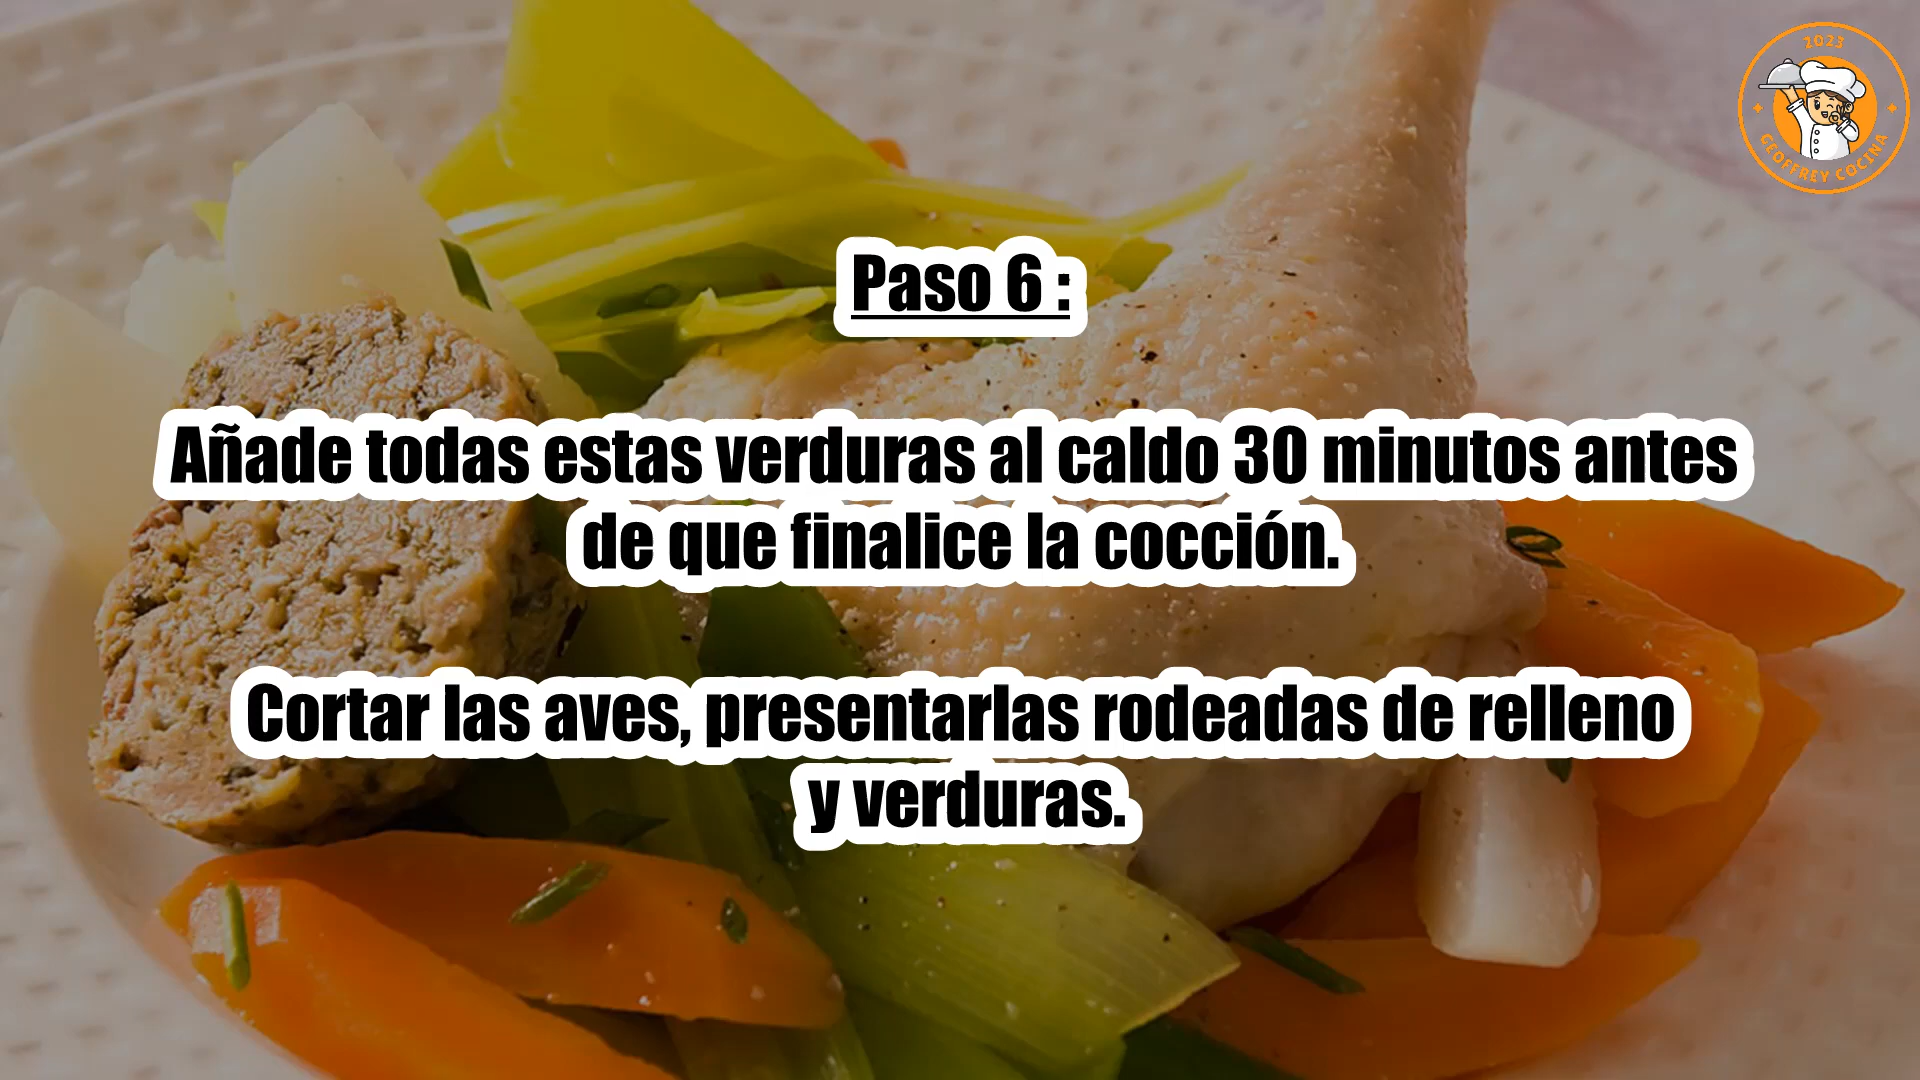 2023
GEOFFREY COCINA
Paso 6 :
Añade todas estas verduras al caldo 30 minutos antes
de que finalice la cocción.
Cortar las aves, presentarlas rodeadas de relleno
y verduras.